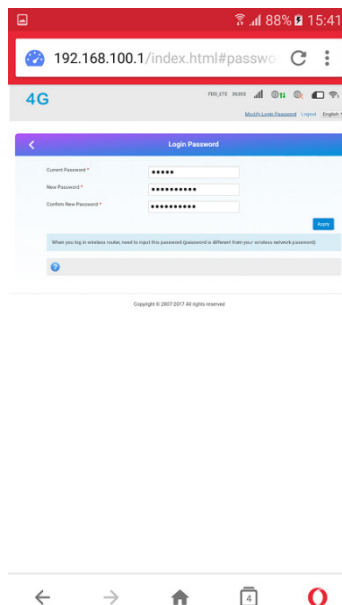 88% 15:41
192.168.100.1/index.html#passwo
4G
Modify Login Password Logout English
Login Password
Current Password * •••••
New Password * ••••••••••
Confirm New Password * ••••••••••
Apply
When you log in wireless router, need to input this password (password is different from your wireless network password)
?
Copyright © 2007-2017 All rights reserved
4